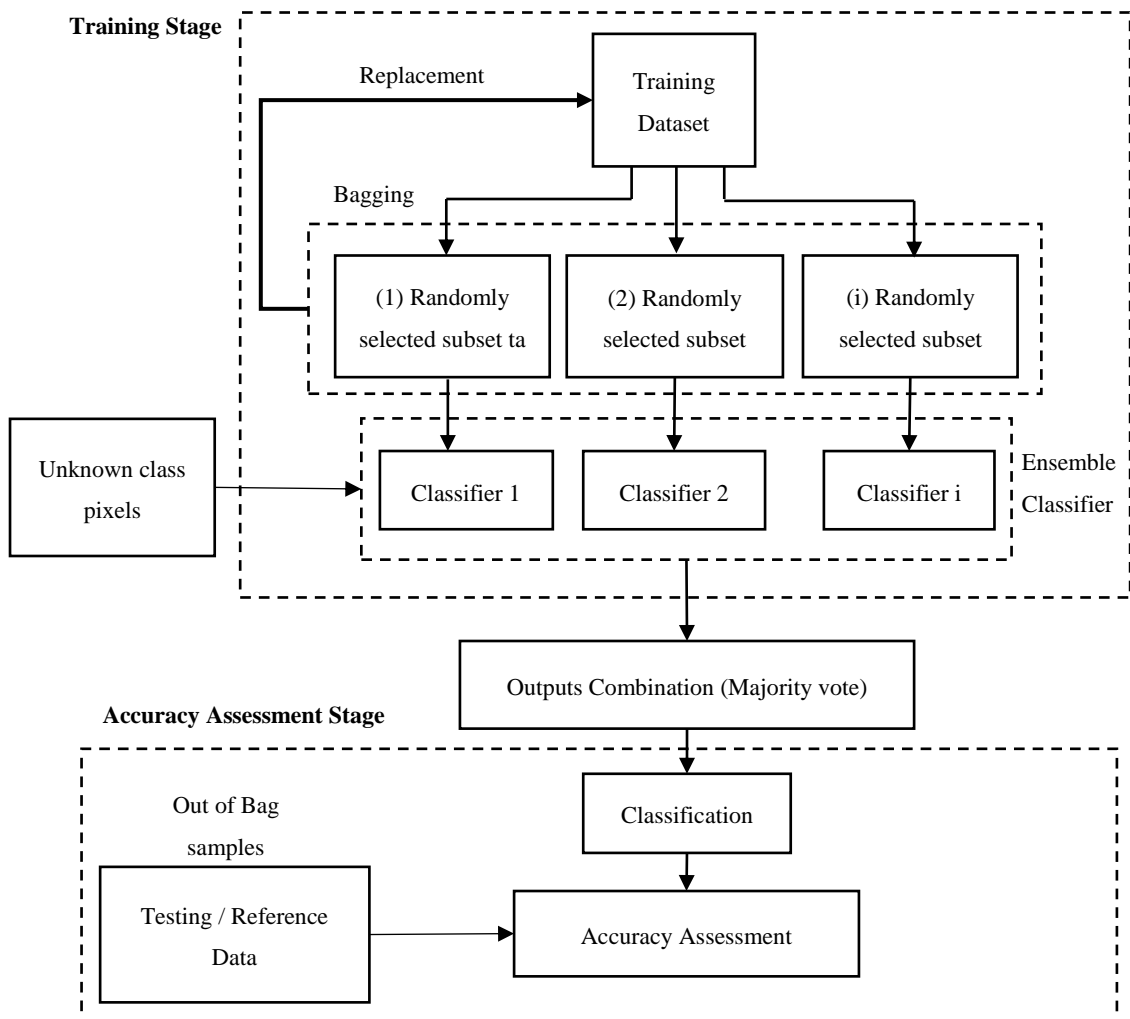 Training Stage
Replacement
Training
Dataset
Bagging
(1) Randomly
selected subset ta
(2) Randomly
selected subset
(i) Randomly
selected subset
Unknown class
pixels
Classifier 1
Classifier 2
Classifier i
Ensemble
Classifier
Outputs Combination (Majority vote)
Accuracy Assessment Stage
Out of Bag
samples
Classification
Testing / Reference
Data
Accuracy Assessment